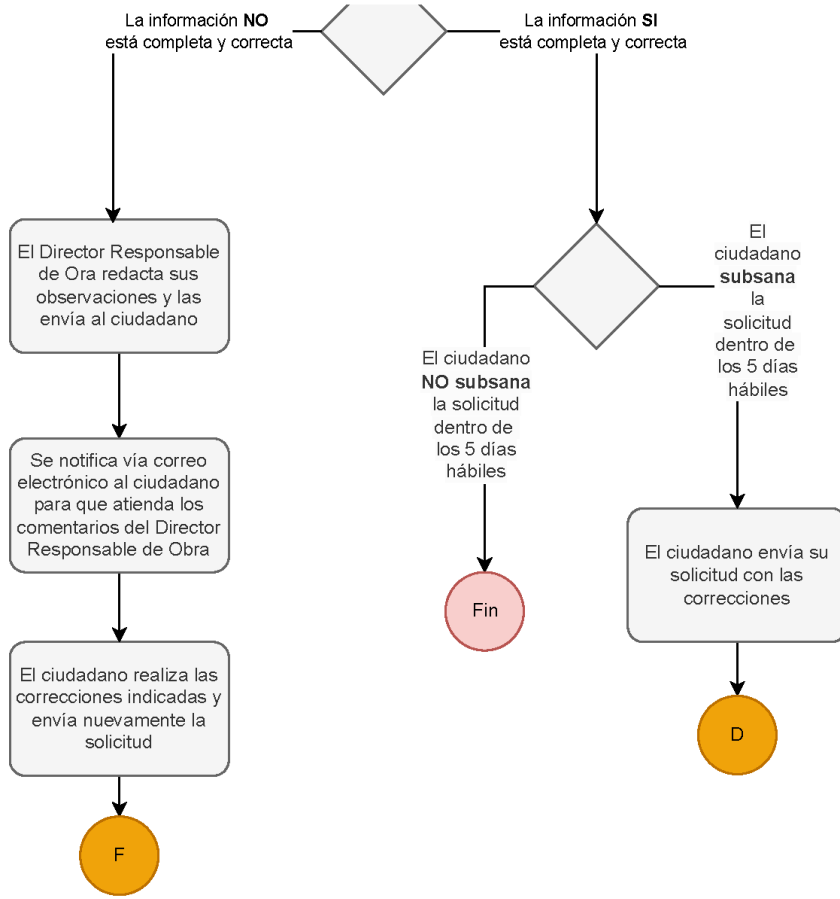 La información NO
está completa y correcta
La información SI
está completa y correcta
El Director Responsable
de Ora redacta sus
observaciones y las
envía al ciudadano
El
ciudadano
subsana
la
solicitud
dentro de
los 5 días
hábiles
El ciudadano
NO subsana
la solicitud
dentro de
los 5 días
hábiles
Se notifica vía correo
electrónico al ciudadano
para que atienda los
comentarios del Director
Responsable de Obra
El ciudadano envía su
solicitud con las
correcciones
Fin
El ciudadano realiza las
correcciones indicadas y
envía nuevamente la
solicitud
D
F